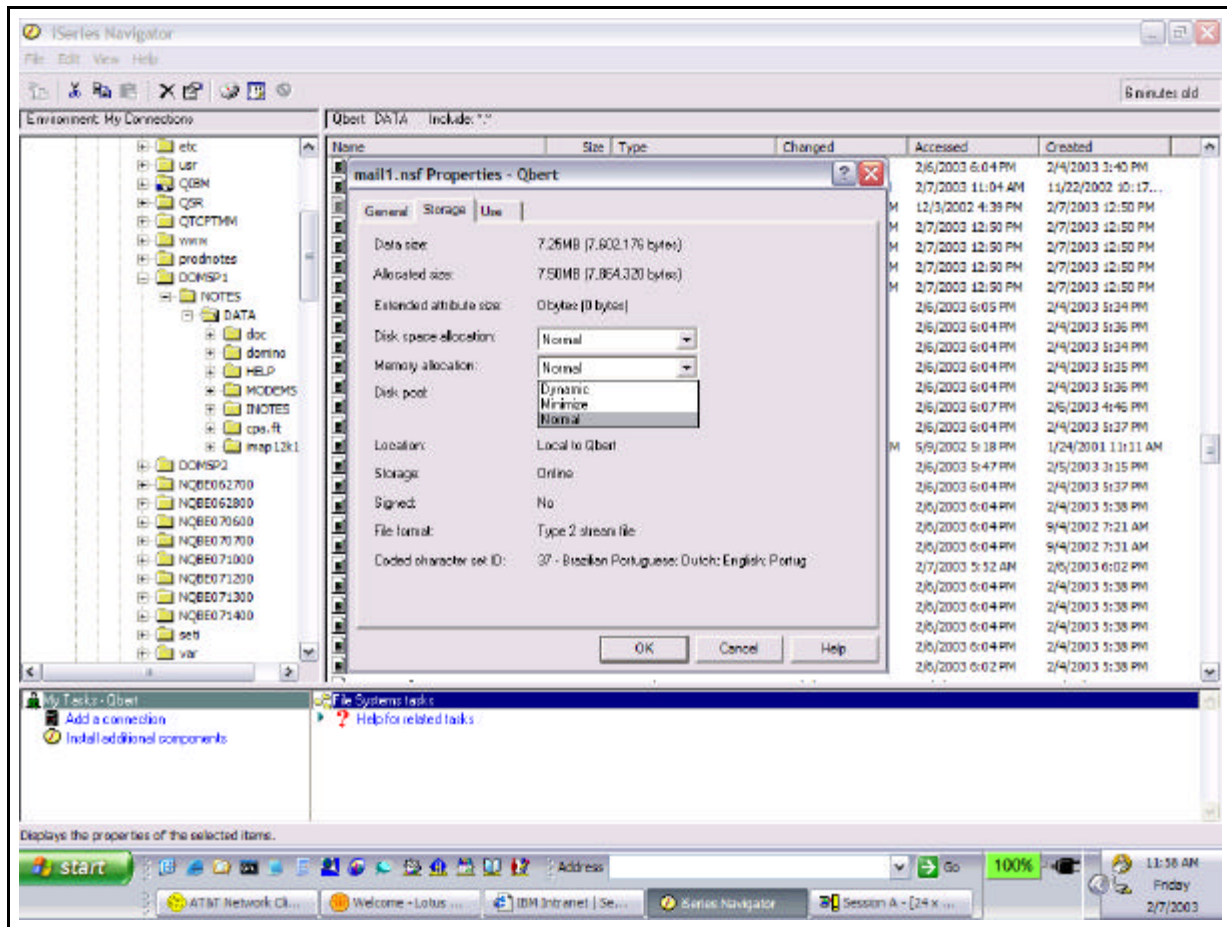 iSeries Navigator
File Edit View Help
6 minutes old
Environment: My Connections
Qbert: DATA Include: *.*
etc
usr
QIBM
QSR
QTCPTMM
www
prodnotes
DOMSP1
NOTES
DATA
doc
domino
HELP
MODEMS
INOTES
cpa.ft
imap12k1
DOMSP2
NQBE062700
NQBE062800
NQBE070600
NQBE070700
NQBE071000
NQBE071200
NQBE071300
NQBE071400
seti
var
Name Size Type Changed Accessed Created
2/6/2003 6:04 PM 2/4/2003 3:40 PM
2/7/2003 11:04 AM 11/22/2002 10:17...
M 12/3/2002 4:39 PM 2/7/2003 12:50 PM
M 2/7/2003 12:50 PM 2/7/2003 12:50 PM
M 2/7/2003 12:50 PM 2/7/2003 12:50 PM
M 2/7/2003 12:50 PM 2/7/2003 12:50 PM
M 2/7/2003 12:50 PM 2/7/2003 12:50 PM
2/6/2003 6:05 PM 2/4/2003 5:34 PM
2/6/2003 6:04 PM 2/4/2003 5:36 PM
2/6/2003 6:04 PM 2/4/2003 5:34 PM
2/6/2003 6:04 PM 2/4/2003 5:35 PM
2/6/2003 6:04 PM 2/4/2003 5:36 PM
2/6/2003 6:07 PM 2/6/2003 4:46 PM
2/6/2003 6:04 PM 2/4/2003 5:37 PM
M 5/9/2002 5:18 PM 1/24/2001 11:11 AM
2/6/2003 5:47 PM 2/5/2003 3:15 PM
2/6/2003 6:04 PM 2/4/2003 5:37 PM
2/6/2003 6:04 PM 2/4/2003 5:38 PM
2/6/2003 6:04 PM 9/4/2002 7:21 AM
2/6/2003 6:04 PM 9/4/2002 7:31 AM
2/7/2003 5:52 AM 2/6/2003 6:02 PM
2/6/2003 6:04 PM 2/4/2003 5:38 PM
2/6/2003 6:04 PM 2/4/2003 5:38 PM
2/6/2003 6:04 PM 2/4/2003 5:38 PM
2/6/2003 6:04 PM 2/4/2003 5:38 PM
2/6/2003 6:02 PM 2/4/2003 5:38 PM
mail1.nsf Properties - Qbert
General Storage Use
Data size: 7.25MB (7,602,176 bytes)
Allocated size: 7.50MB (7,864,320 bytes)
Extended attribute size: 0 bytes (0 bytes)
Disk space allocation: Normal
Memory allocation: Normal
Disk pool:
Dynamic
Minimize
Normal
Location: Local to Qbert
Storage: Online
Signed: No
File format: Type 2 stream file
Coded character set ID: 37 - Brazilian Portuguese; Dutch; English; Portug
OK Cancel Help
My Tasks - Qbert
Add a connection
Install additional components
File Systems tasks
Help for related tasks
Displays the properties of the selected items.
start Address Go 100% 11:58 AM
Friday
2/7/2003
AT&T Network Cli... Welcome - Lotus ... IBM Intranet | Se... iSeries Navigator Session A - [24 x ...